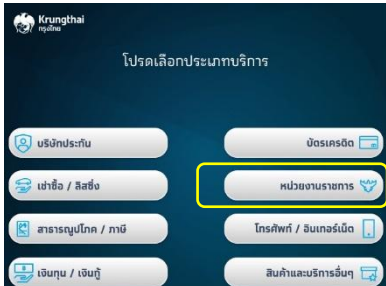 Krungthai
กรุงไทย
โปรดเลือกประเภทบริการ
บริษัทประกัน
บัตรเครดิต
เช่าซื้อ / ลิสซิ่ง
หน่วยงานราชการ
สาธารณูปโภค / ภาษี
โทรศัพท์ / อินเทอร์เน็ต
เงินทุน / เงินกู้
สินค้าและบริการอื่นๆ